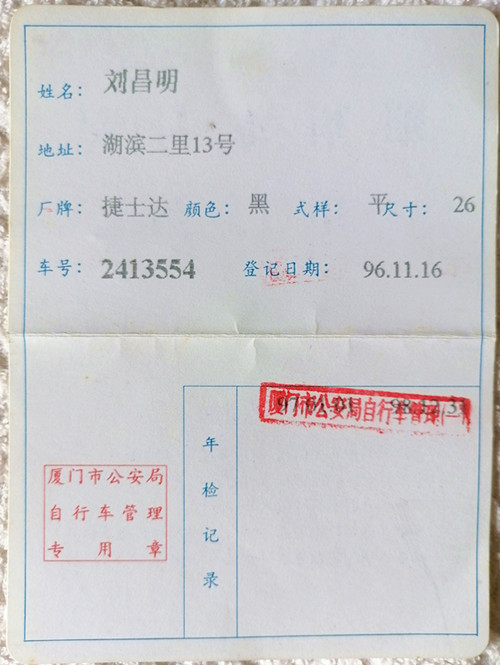 姓名: 刘昌明
地址: 湖滨二里13号
厂牌: 捷士达 颜色: 黑 式样: 平 尺寸: 26
车号: 2413554 登记日期: 96.11.16
厦门市公安局自行车管理
98.12.31
年检记录
厦门市公安局
自行车管理
专用章